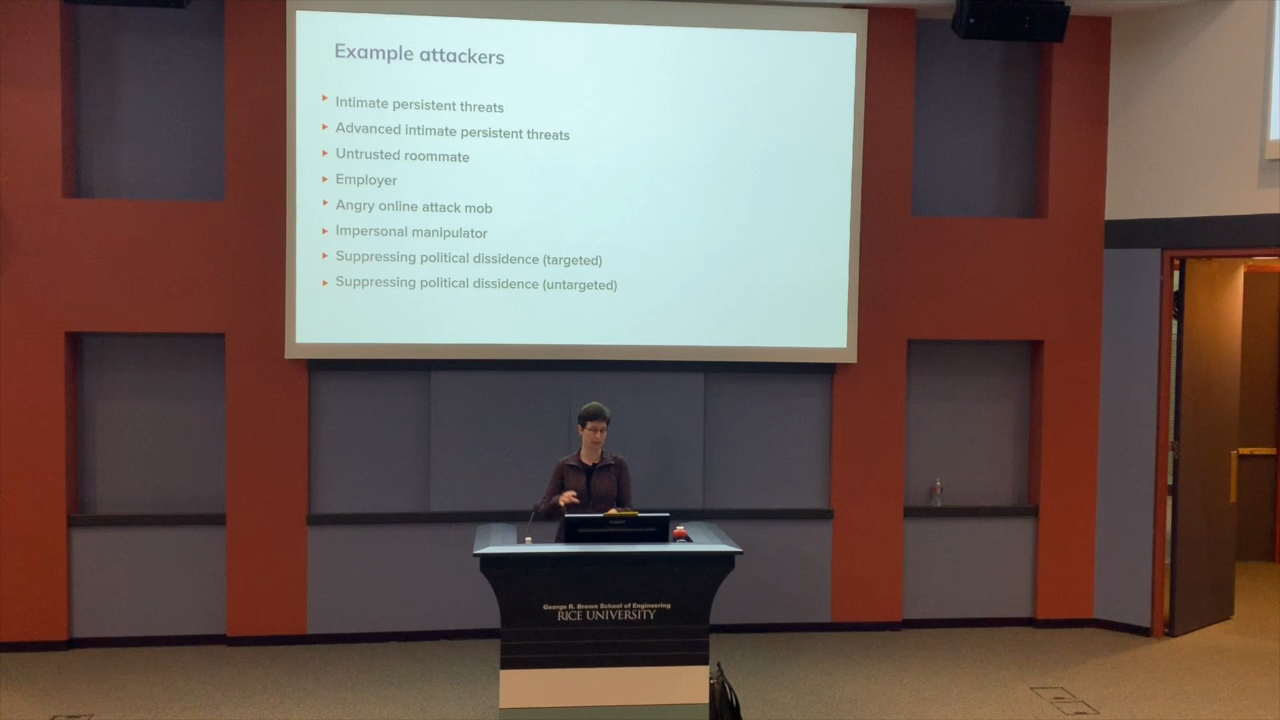 Example attackers
Intimate persistent threats
Advanced intimate persistent threats
Untrusted roommate
Employer
Angry online attack mob
Impersonal manipulator
Suppressing political dissidence (targeted)
Suppressing political dissidence (untargeted)
George R. Brown School of Engineering
RICE UNIVERSITY